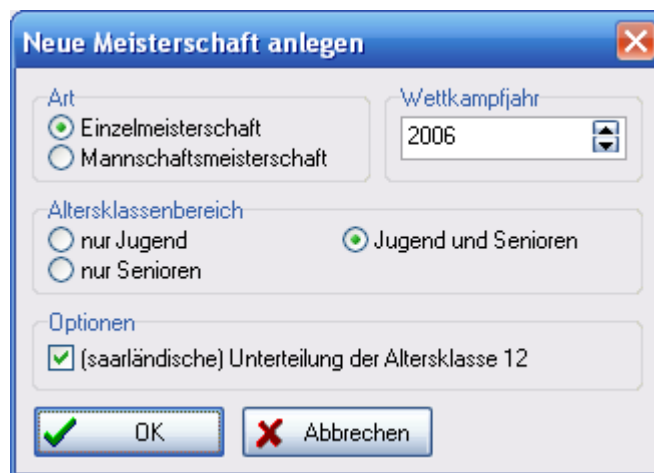 Neue Meisterschaft anlegen
Art
Einzelmeisterschaft
Mannschaftsmeisterschaft
Wettkampfjahr
2006
Altersklassenbereich
nur Jugend
Jugend und Senioren
nur Senioren
Optionen
(saarländische) Unterteilung der Altersklasse 12
OK
Abbrechen